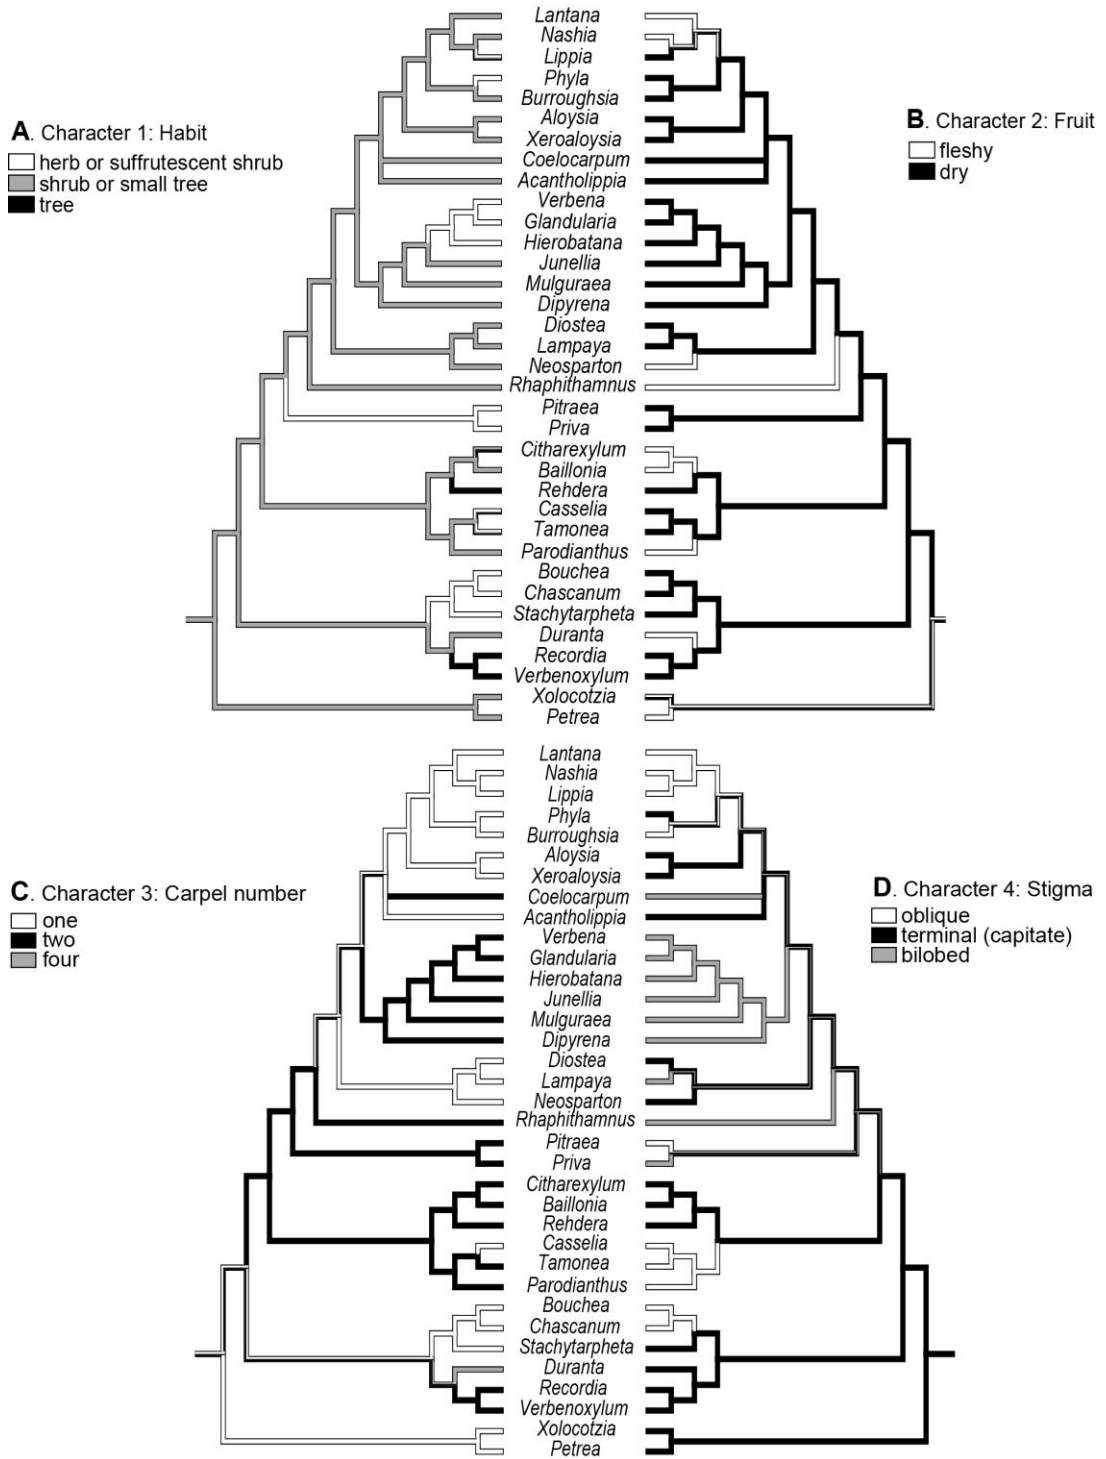 A. Character 1: Habit
herb or suffrutescent shrub
shrub or small tree
tree
B. Character 2: Fruit
fleshy
dry
Lantana
Nashia
Lippia
Phyla
Burroughsia
Aloysia
Xeroaloysia
Coelocarpum
Acantholippia
Verbena
Glandularia
Hierobatana
Junellia
Mulguraea
Dipyrena
Diostea
Lampaya
Neosparton
Rhaphithamnus
Pitraea
Priva
Citharexylum
Baillonia
Rehdera
Casselia
Tamonea
Parodianthus
Bouchea
Chascanum
Stachytarpheta
Duranta
Recordia
Verbenoxylum
Xolocotzia
Petrea
C. Character 3: Carpel number
one
two
four
D. Character 4: Stigma
oblique
terminal (capitate)
bilobed
Lantana
Nashia
Lippia
Phyla
Burroughsia
Aloysia
Xeroaloysia
Coelocarpum
Acantholippia
Verbena
Glandularia
Hierobatana
Junellia
Mulguraea
Dipyrena
Diostea
Lampaya
Neosparton
Rhaphithamnus
Pitraea
Priva
Citharexylum
Baillonia
Rehdera
Casselia
Tamonea
Parodianthus
Bouchea
Chascanum
Stachytarpheta
Duranta
Recordia
Verbenoxylum
Xolocotzia
Petrea